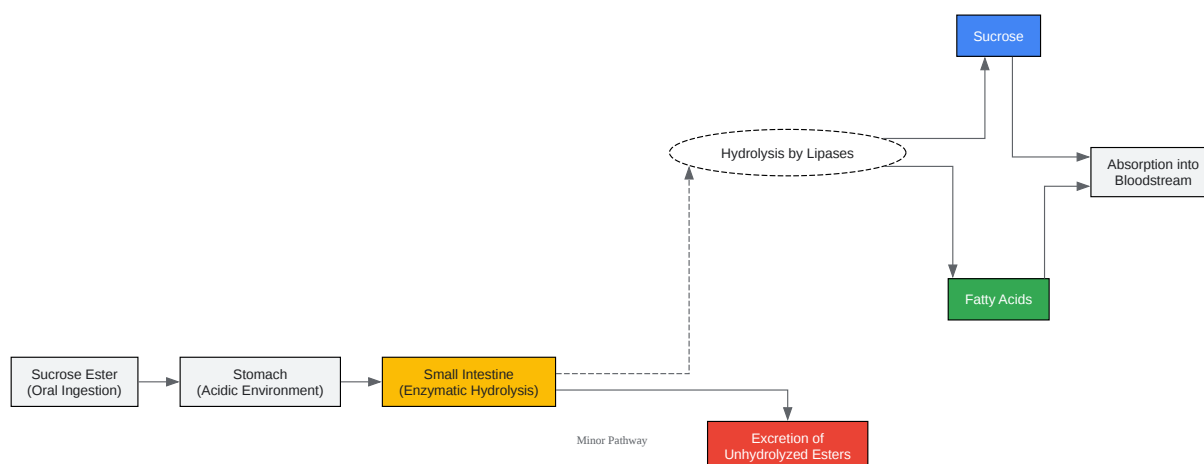 Sucrose
Hydrolysis by Lipases
Absorption into
Bloodstream
Fatty Acids
Sucrose Ester
(Oral Ingestion)
Stomach
(Acidic Environment)
Small Intestine
(Enzymatic Hydrolysis)
Minor Pathway
Excretion of
Unhydrolyzed Esters